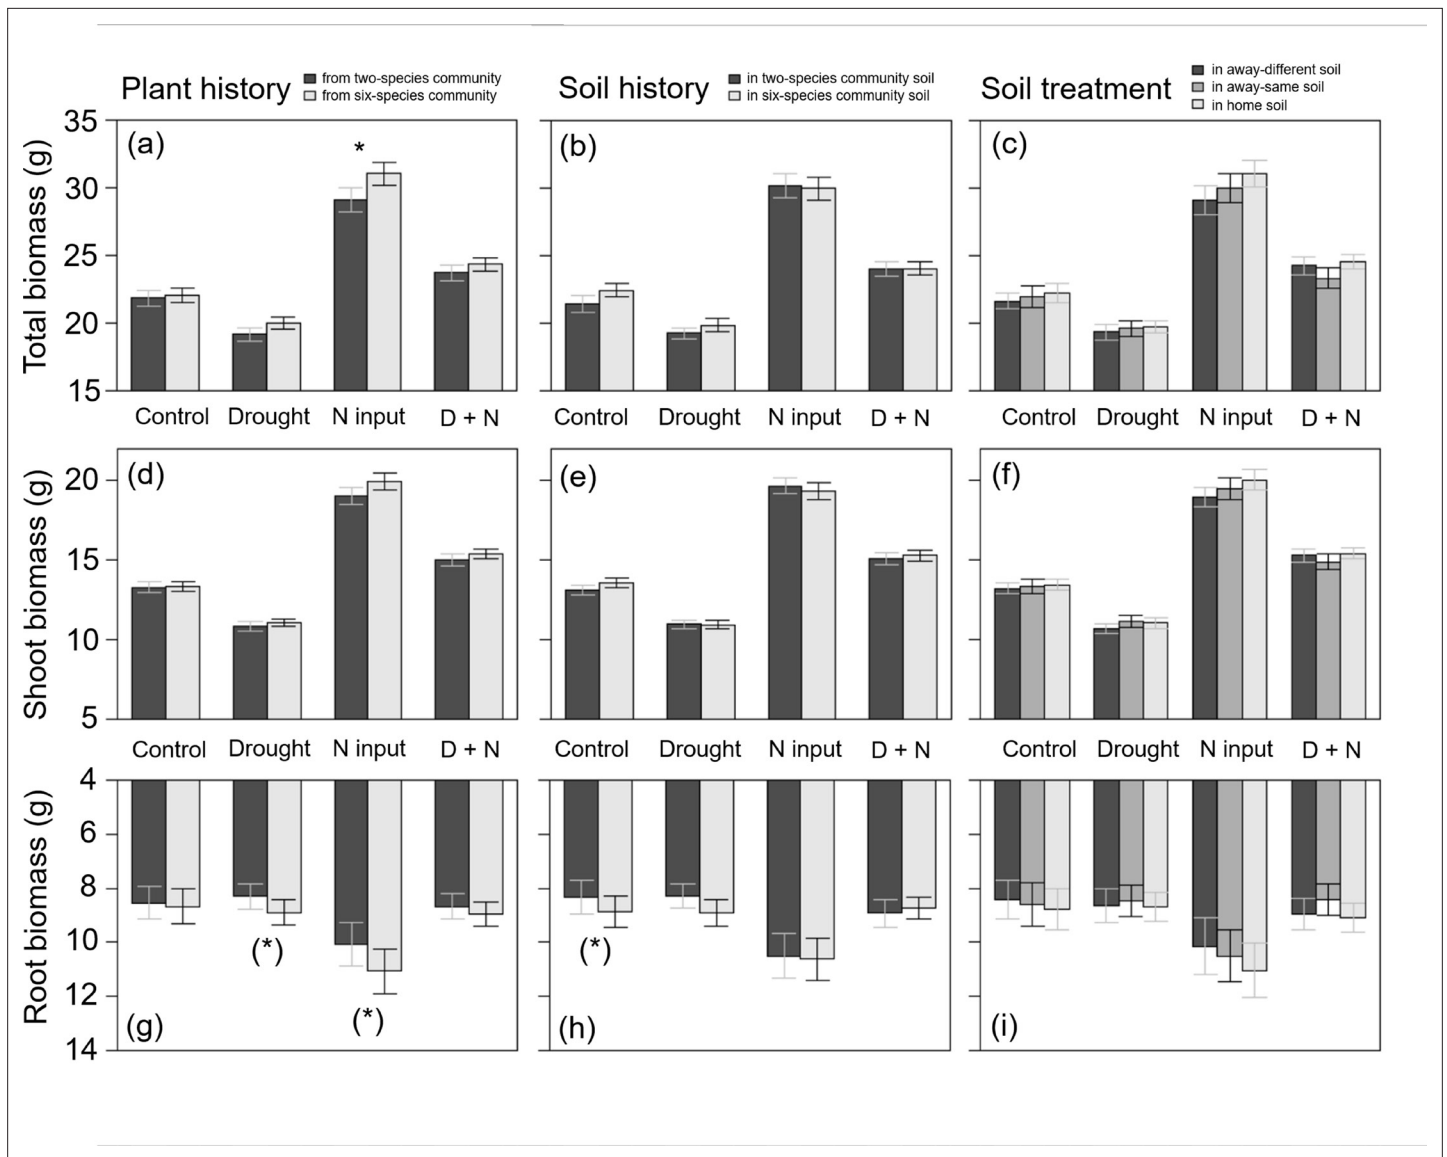 Plant history
from two-species community
from six-species community
Soil history
in two-species community soil
in six-species community soil
Soil treatment
in away-different soil
in away-same soil
in home soil
Total biomass (g)
35
30
25
20
15
(a)
*
(b)
(c)
Control Drought N input D + N
Control Drought N input D + N
Control Drought N input D + N
Shoot biomass (g)
20
15
10
5
(d)
(e)
(f)
Control Drought N input D + N
Control Drought N input D + N
Control Drought N input D + N
Root biomass (g)
4
6
8
10
12
14
(*)
(*)
(g)
(*)
(h)
(i)